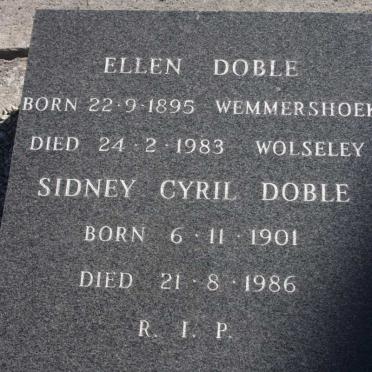 ELLEN DOBLE
BORN 22·9·1895 WEMMERSHOEK
DIED 24·2·1983 WOLSELEY
SIDNEY CYRIL DOBLE
BORN 6·11·1901
DIED 21·8·1986
R. I. P.